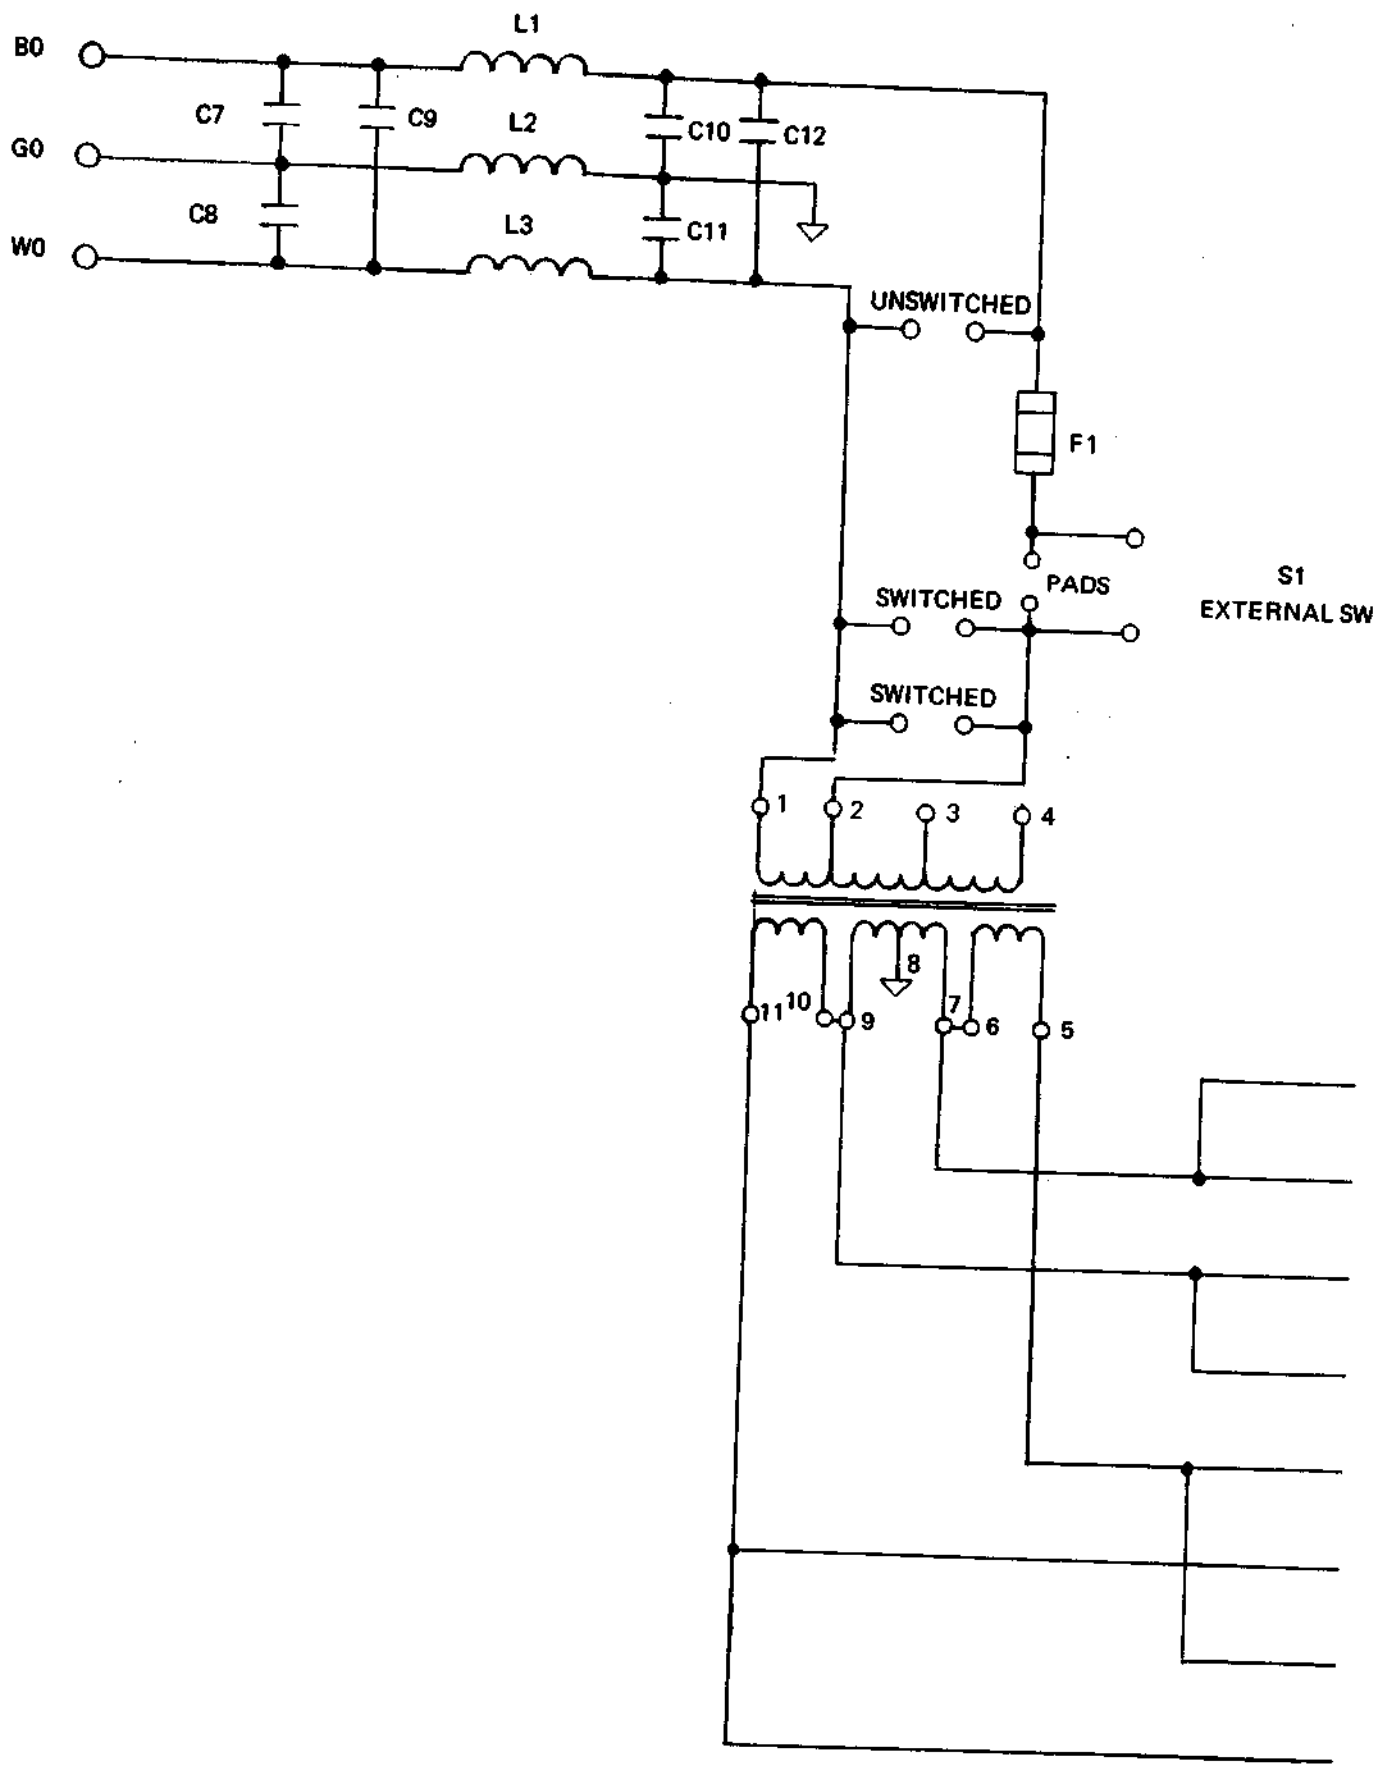 L1
B0
C7
C9
L2
C10
C12
G0
C8
L3
C11
W0
UNSWITCHED
F1
PADS
S1
EXTERNAL SW
SWITCHED
SWITCHED
1
2
3
4
8
11
10
9
7
6
5